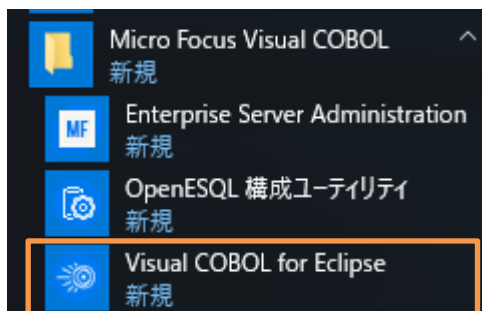 Micro Focus Visual COBOL
新規
MF
Enterprise Server Administration
新規
OpenESQL 構成ユーティリティ
新規
Visual COBOL for Eclipse
新規